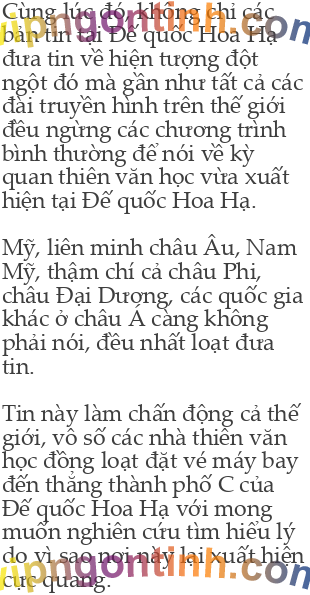 Cùng lúc đó, không chỉ các
bản tin tại Đế quốc Hoa Hạ
đưa tin về hiện tượng đột
ngột đó mà gần như tất cả các
đài truyền hình trên thế giới
đều ngừng các chương trình
bình thường để nói về kỳ
quan thiên văn học vừa xuất
hiện tại Đế quốc Hoa Hạ.
Mỹ, liên minh châu Âu, Nam
Mỹ, thậm chí cả châu Phi,
châu Đại Dương, các quốc gia
khác ở châu Á càng không
phải nói, đều nhất loạt đưa
tin.
Tin này làm chấn động cả thế
giới, vô số các nhà thiên văn
học đồng loạt đặt vé máy bay
đến thẳng thành phố C của
Đế quốc Hoa Hạ với mong
muốn nghiên cứu tìm hiểu lý
do vì sao nơi này lại xuất hiện
cực quang.